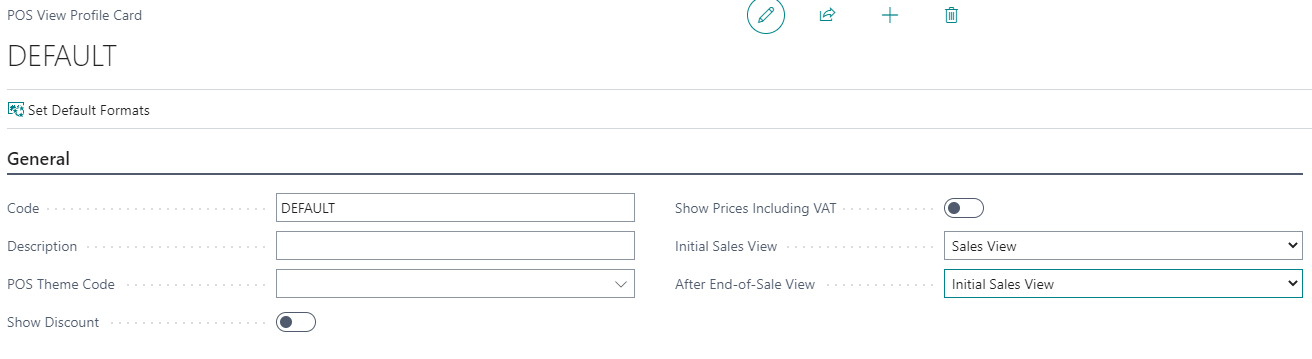 POS View Profile Card
DEFAULT
Set Default Formats
General
Code DEFAULT
Description
POS Theme Code
Show Discount
Show Prices Including VAT
Initial Sales View Sales View
After End-of-Sale View Initial Sales View